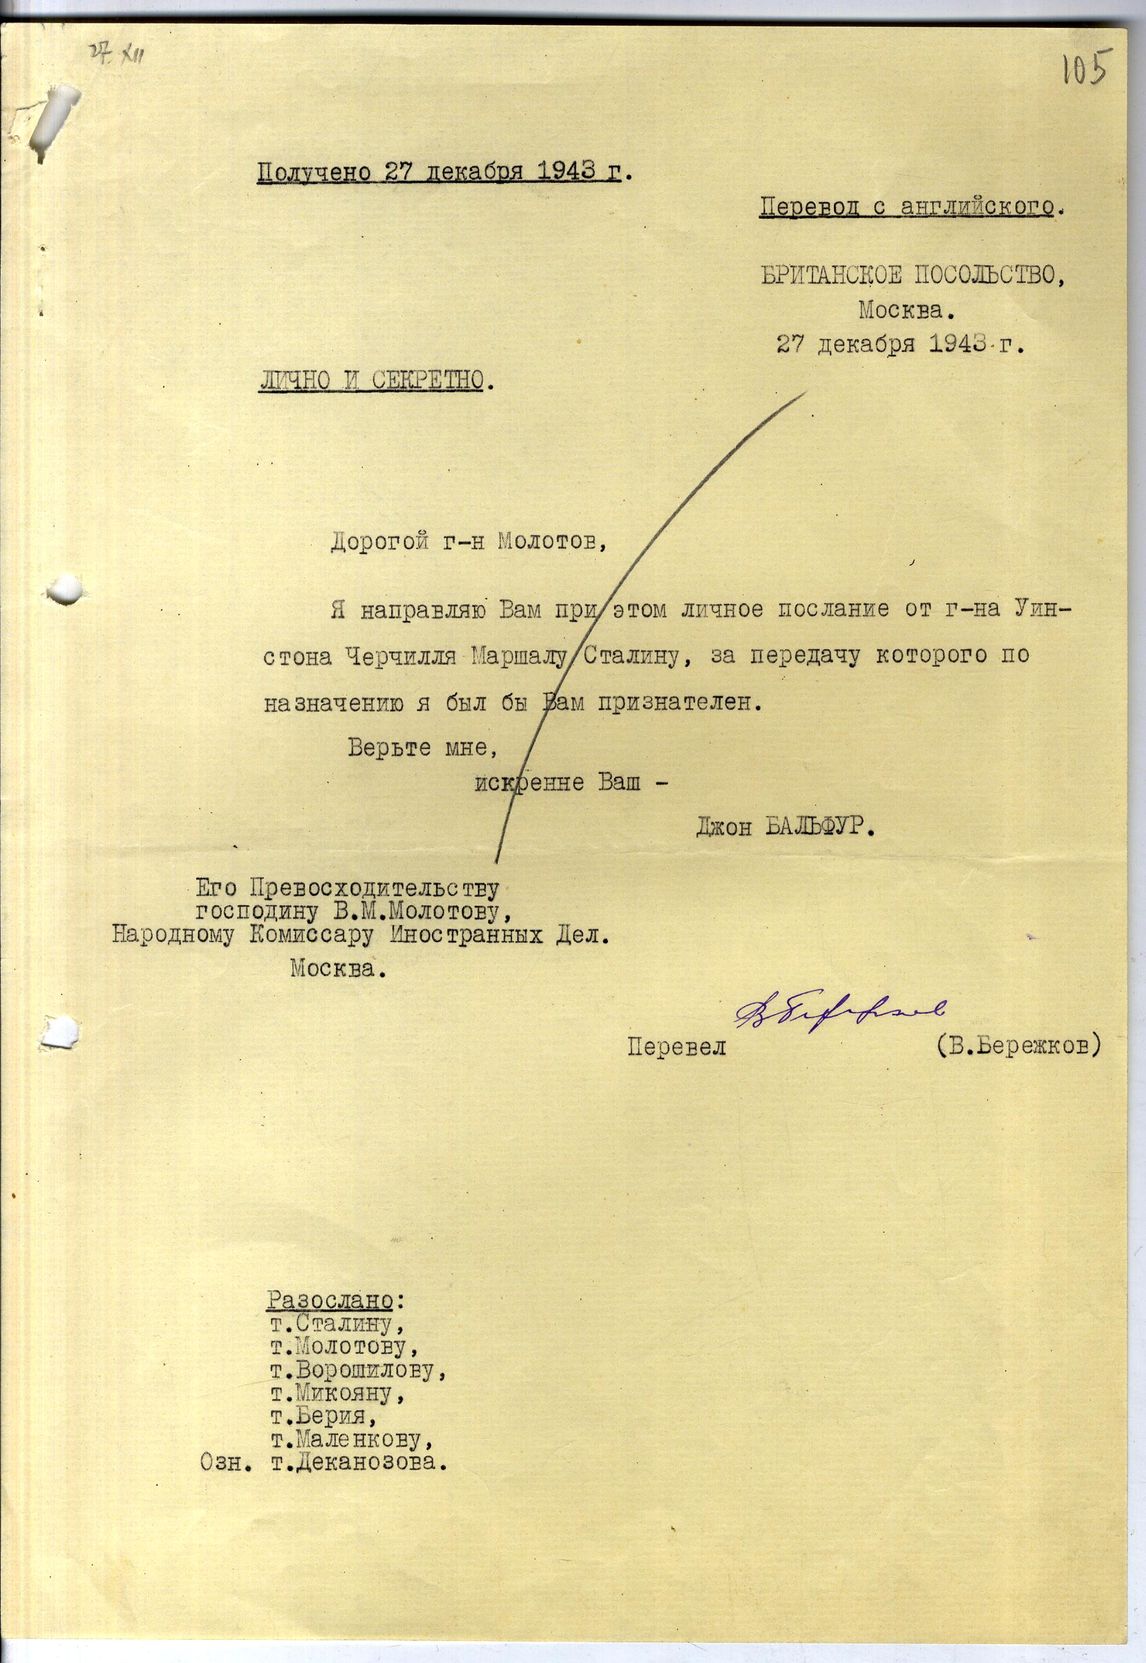 27. XII
105
Получено 27 декабря 1943 г.
Перевод с английского.
БРИТАНСКОЕ ПОСОЛЬСТВО,
Москва.
27 декабря 1943 г.
ЛИЧНО И СЕКРЕТНО.
Дорогой г-н Молотов,
Я направляю Вам при этом личное послание от г-на Уин-
стона Черчилля Маршалу Сталину, за передачу которого по
назначению я был бы Вам признателен.
Верьте мне,
искренне Ваш -
Джон БАЛЬФУР.
Его Превосходительству
господину В.М.Молотову,
Народному Комиссару Иностранных Дел.
Москва.
ВБережков
Перевел (В.Бережков)
Разослано:
т.Сталину,
т.Молотову,
т.Ворошилову,
т.Микояну,
т.Берия,
т.Маленкову,
Озн. т.Деканозова.